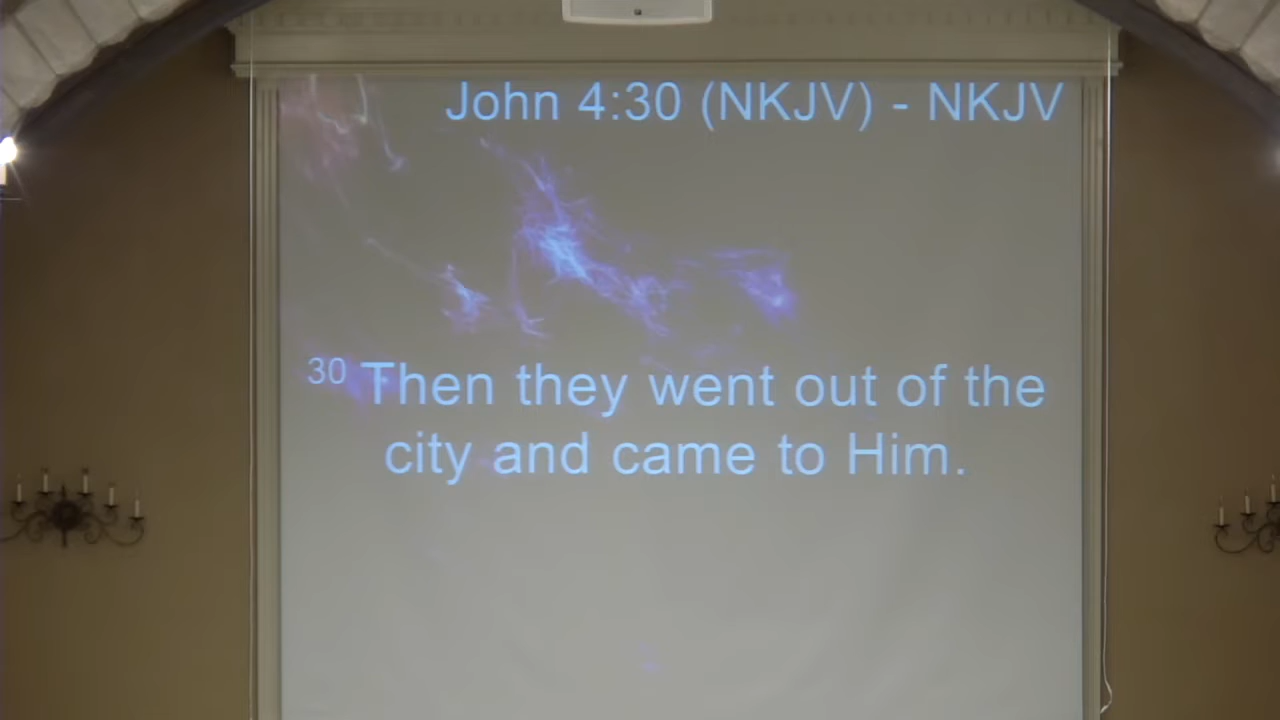 John 4:30 (NKJV) - NKJV
30 Then they went out of the
city and came to Him.